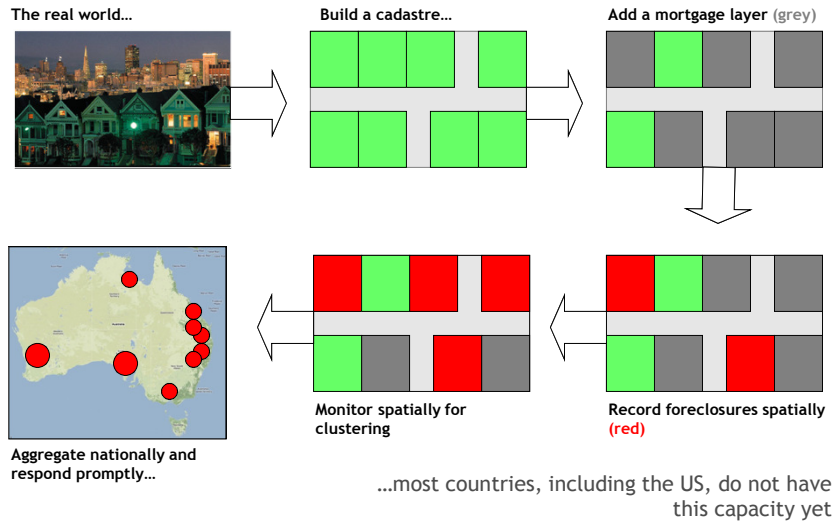 The real world…
Build a cadastre…
Add a mortgage layer (grey)
Monitor spatially for
clustering
Record foreclosures spatially
(red)
Aggregate nationally and
respond promptly…
…most countries, including the US, do not have
this capacity yet